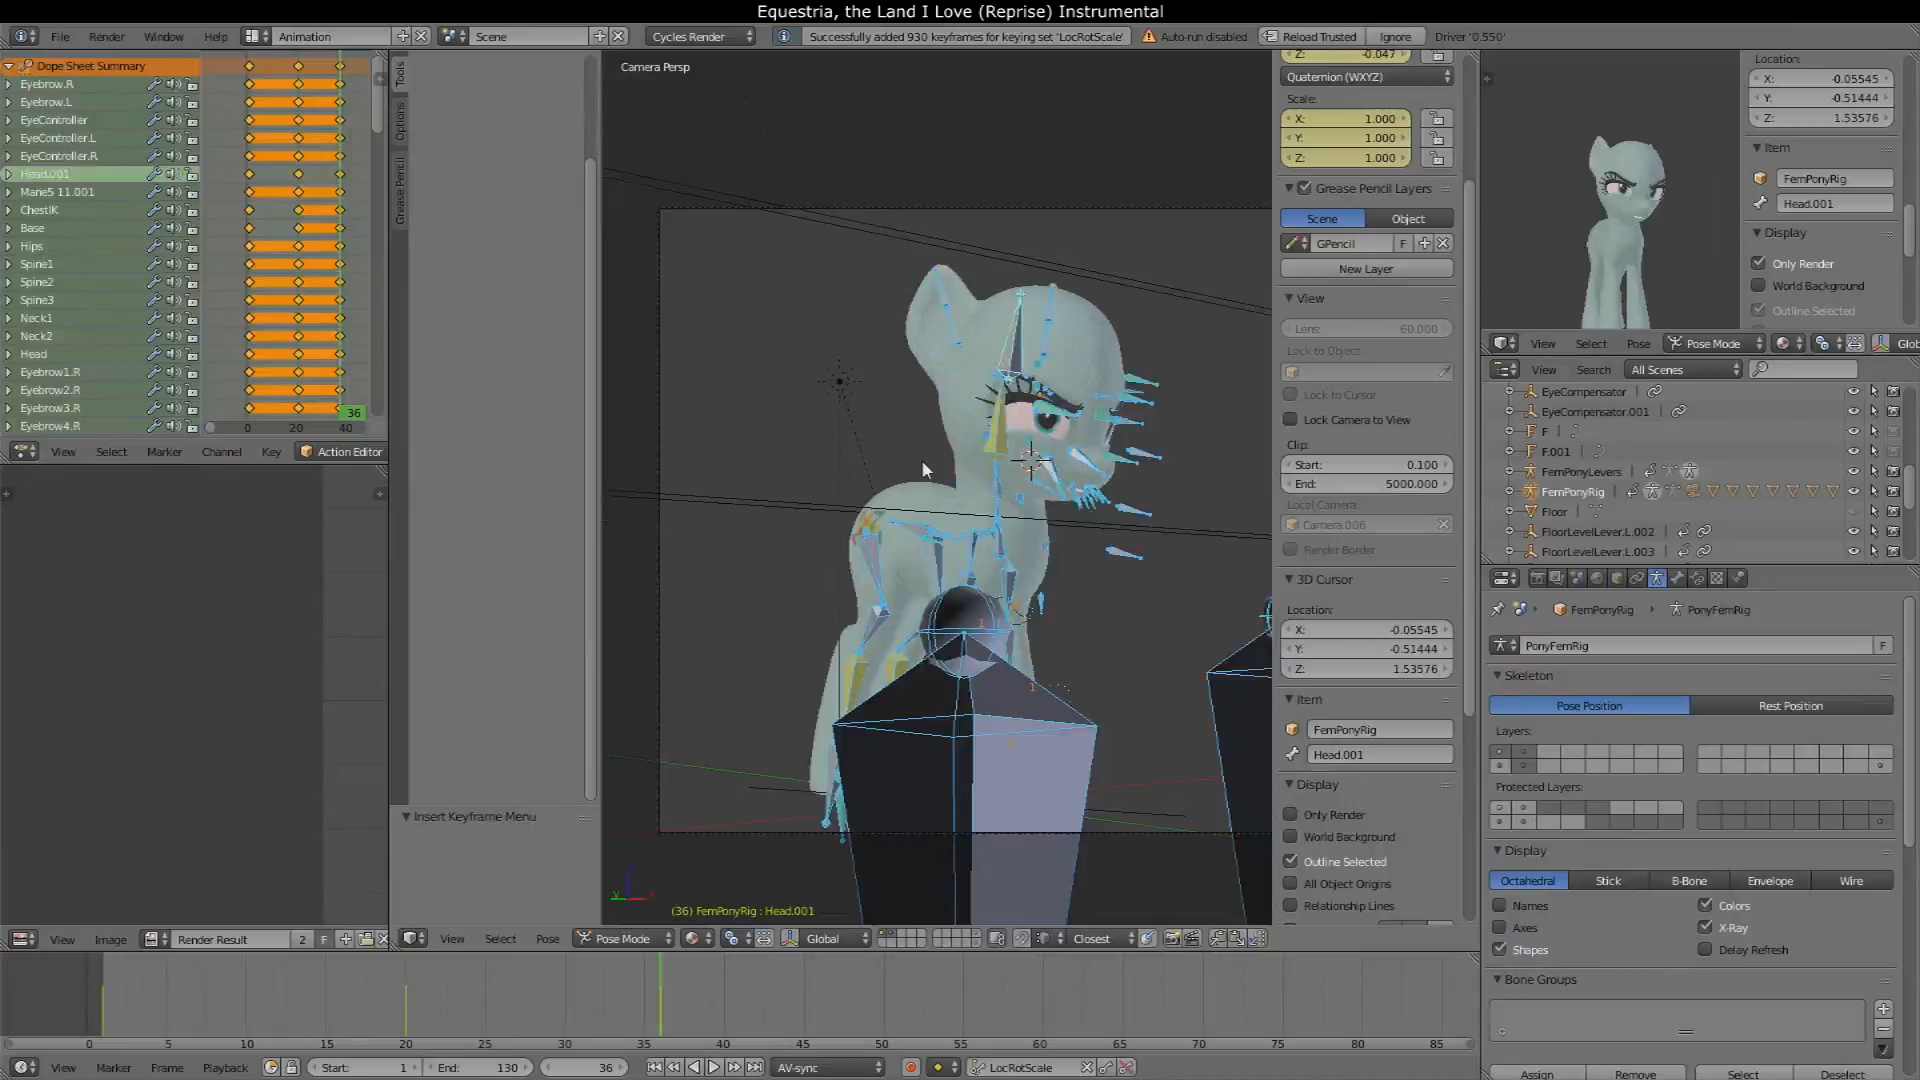 Equestria, the Land I Love (Reprise) Instrumental
File Render Window Help Animation Scene Cycles Render Successfully added 930 keyframes for keying set 'LocRotScale' Auto-run disabled Reload Trusted Ignore Driver '0.550'
Dope Sheet Summary
Eyebrow.R
Eyebrow.L
EyeController
EyeController.L
EyeController.R
Head.001
Mane5 11.001
ChestIK
Base
Hips
Spine1
Spine2
Spine3
Neck1
Neck2
Head
Eyebrow1.R
Eyebrow2.R
Eyebrow3.R
36
Eyebrow4.R
0 20 40
View Select Marker Channel Key Action Editor
Tools
Options
Grease Pencil
Insert Keyframe Menu
Camera Persp
(36) FemPonyRig : Head.001
Z: -0.047
Quaternion (WXYZ)
Scale:
X: 1.000
Y: 1.000
Z: 1.000
Grease Pencil Layers
Scene Object
GPencil F
New Layer
View
Lens: 60.000
Lock to Object:
Lock to Cursor
Lock Camera to View
Clip:
Start: 0.100
End: 5000.000
Local Camera:
Camera.006
Render Border
3D Cursor
Location:
X: -0.05545
Y: -0.51444
Z: 1.53576
Item
FemPonyRig
Head.001
Display
Only Render
World Background
Outline Selected
All Object Origins
Relationship Lines
Location:
X: -0.05545
Y: -0.51444
Z: 1.53576
Item
FemPonyRig
Head.001
Display
Only Render
World Background
Outline Selected
View Select Pose Pose Mode Glob
View Search All Scenes
EyeCompensator
EyeCompensator.001
F
F.001
FemPonyLevers
FemPonyRig
Floor
FloorLevelLever.L.002
FloorLevelLever.L.003
FemPonyRig PonyFemRig
PonyFemRig F
Skeleton
Pose Position Rest Position
Layers:
Protected Layers:
Display
Octahedral Stick B-Bone Envelope Wire
Names Colors
Axes X-Ray
Shapes Delay Refresh
Bone Groups
Assign Remove Select Deselect
View Image Render Result 2 F
View Select Pose Pose Mode Global Closest
0 5 10 15 20 25 30 35 40 45 50 55 60 65 70 75 80 85
View Marker Frame Playback Start: 1 End: 130 36 AV-sync LocRotScale